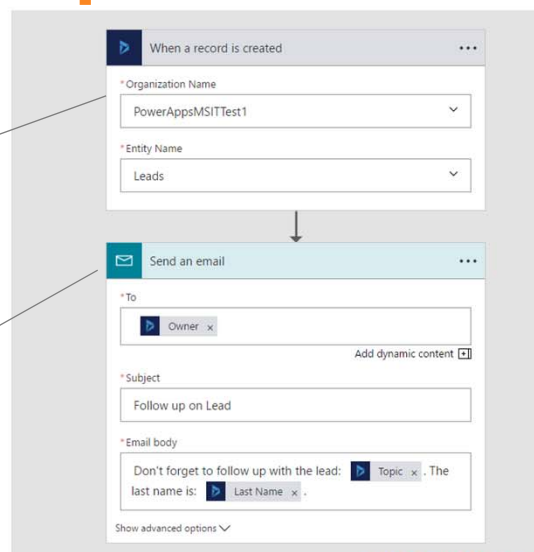 When a record is created
* Organization Name
PowerAppsMSITTest1
* Entity Name
Leads
Send an email
* To
Owner x
Add dynamic content
* Subject
Follow up on Lead
* Email body
Don't forget to follow up with the lead: Topic x . The
last name is: Last Name x .
Show advanced options